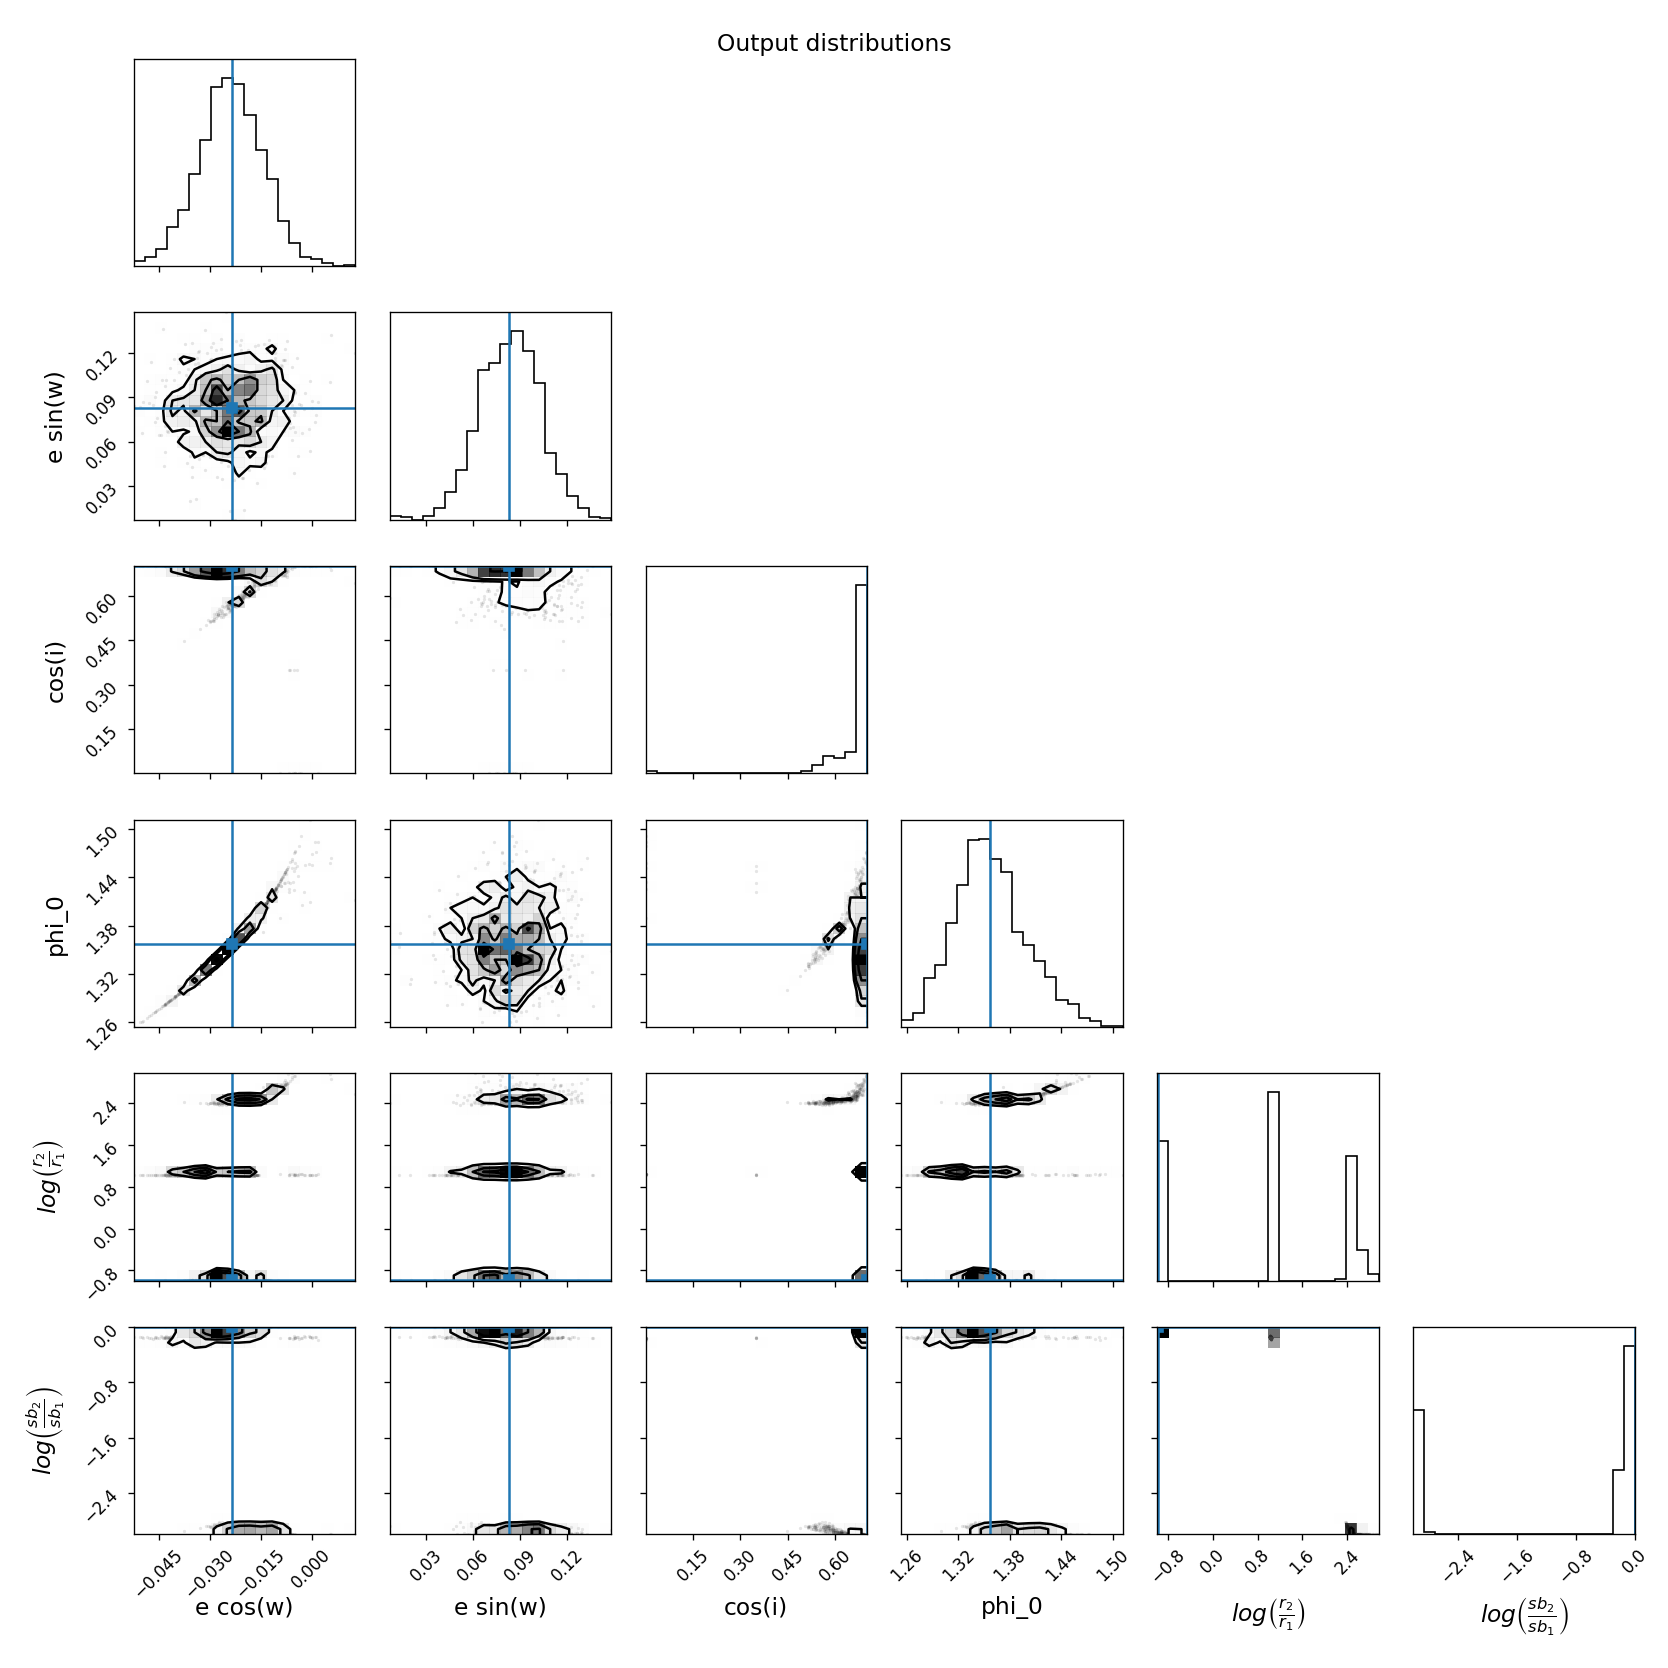 Output distributions
e sin(w)
0.12
0.09
0.06
0.03
cos(i)
0.60
0.45
0.30
0.15
phi_0
1.50
1.44
1.38
1.32
1.26
log(r₂/r₁)
2.4
1.6
0.8
0.0
−0.8
log(sb₂/sb₁)
0.0
−0.8
−1.6
−2.4
−0.045 −0.030 −0.015 0.000
0.03 0.06 0.09 0.12
0.15 0.30 0.45 0.60
1.26 1.32 1.38 1.44 1.50
−0.8 0.0 0.8 1.6 2.4
−2.4 −1.6 −0.8 0.0
e cos(w)
e sin(w)
cos(i)
phi_0
log(r₂/r₁)
log(sb₂/sb₁)